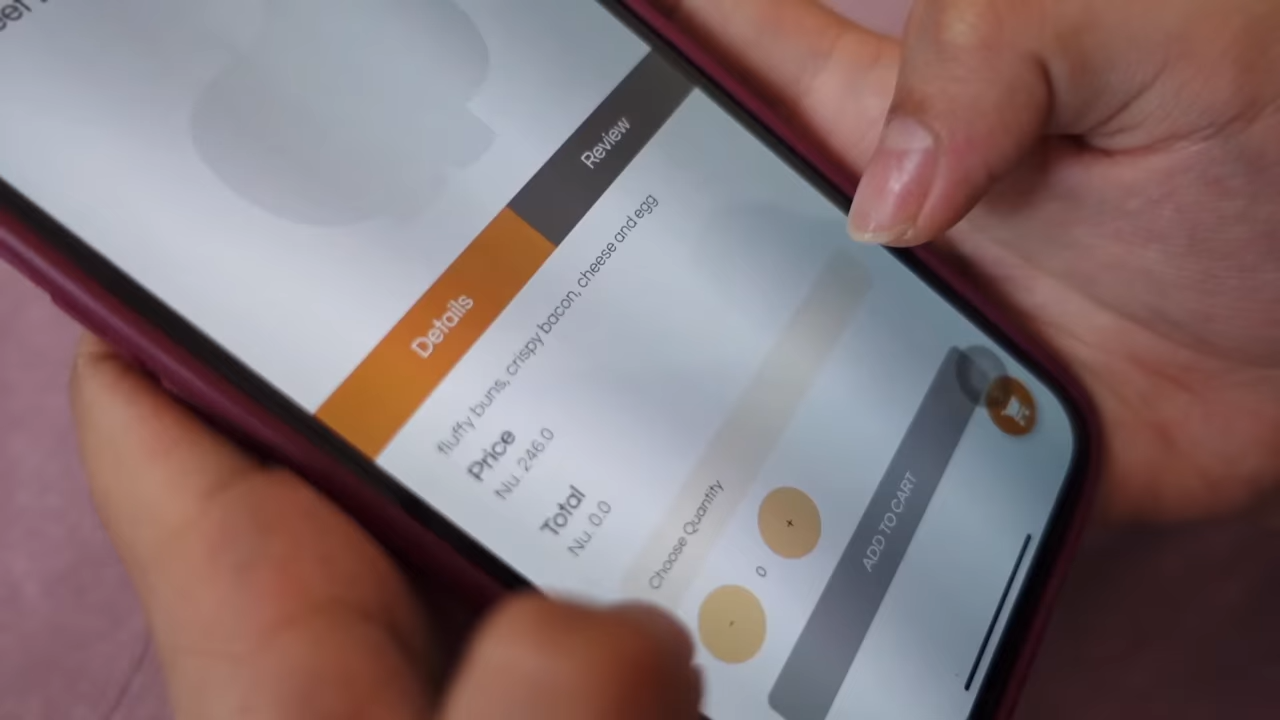 Details
Review
fluffy buns, crispy bacon, cheese and egg
Price
Nu. 246.0
Total
Nu. 0.0
Choose Quantity
-
0
+
ADD TO CART